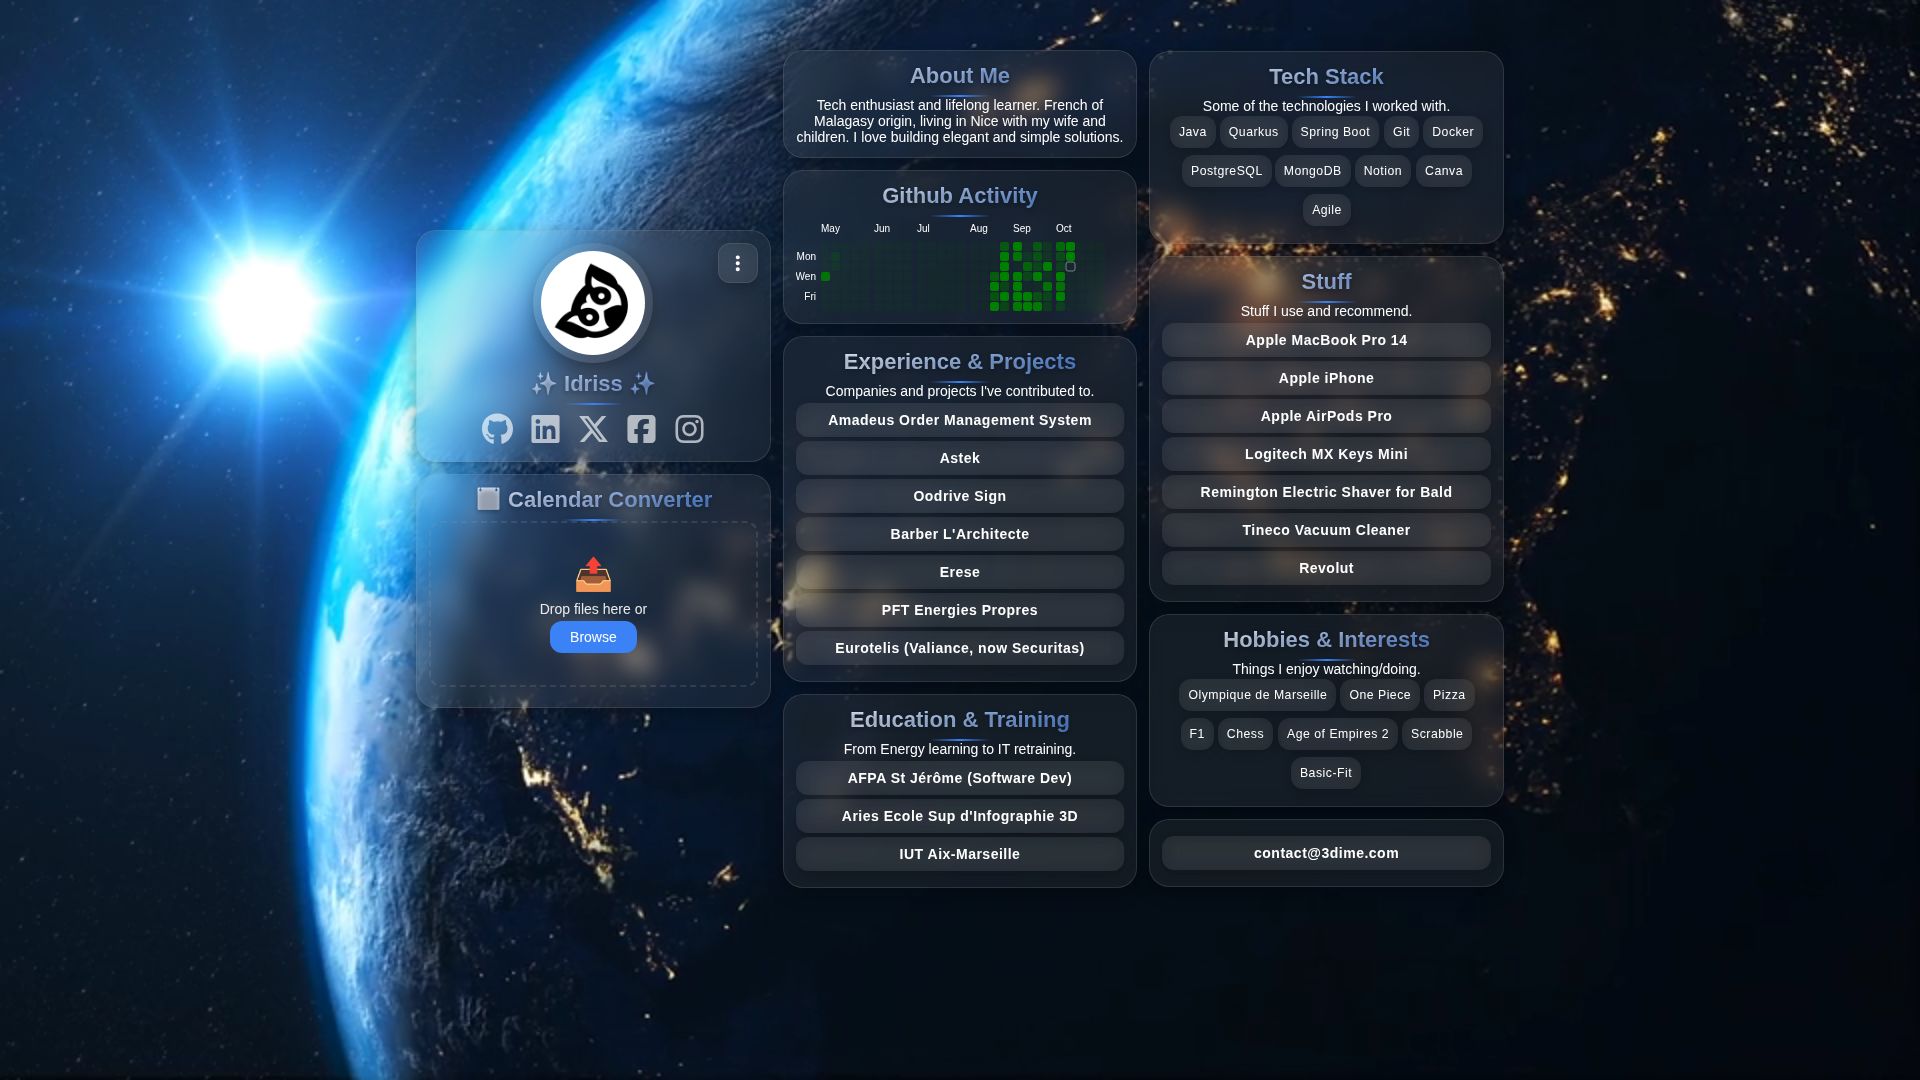 ✨ Idriss ✨
Calendar Converter
Drop files here or
Browse
About Me
Tech enthusiast and lifelong learner. French of
Malagasy origin, living in Nice with my wife and
children. I love building elegant and simple solutions.
Github Activity
May Jun Jul Aug Sep Oct
Mon
Wen
Fri
Experience & Projects
Companies and projects I've contributed to.
Amadeus Order Management System
Astek
Oodrive Sign
Barber L'Architecte
Erese
PFT Energies Propres
Eurotelis (Valiance, now Securitas)
Education & Training
From Energy learning to IT retraining.
AFPA St Jérôme (Software Dev)
Aries Ecole Sup d'Infographie 3D
IUT Aix-Marseille
Tech Stack
Some of the technologies I worked with.
Java Quarkus Spring Boot Git Docker
PostgreSQL MongoDB Notion Canva
Agile
Stuff
Stuff I use and recommend.
Apple MacBook Pro 14
Apple iPhone
Apple AirPods Pro
Logitech MX Keys Mini
Remington Electric Shaver for Bald
Tineco Vacuum Cleaner
Revolut
Hobbies & Interests
Things I enjoy watching/doing.
Olympique de Marseille One Piece Pizza
F1 Chess Age of Empires 2 Scrabble
Basic-Fit
contact@3dime.com